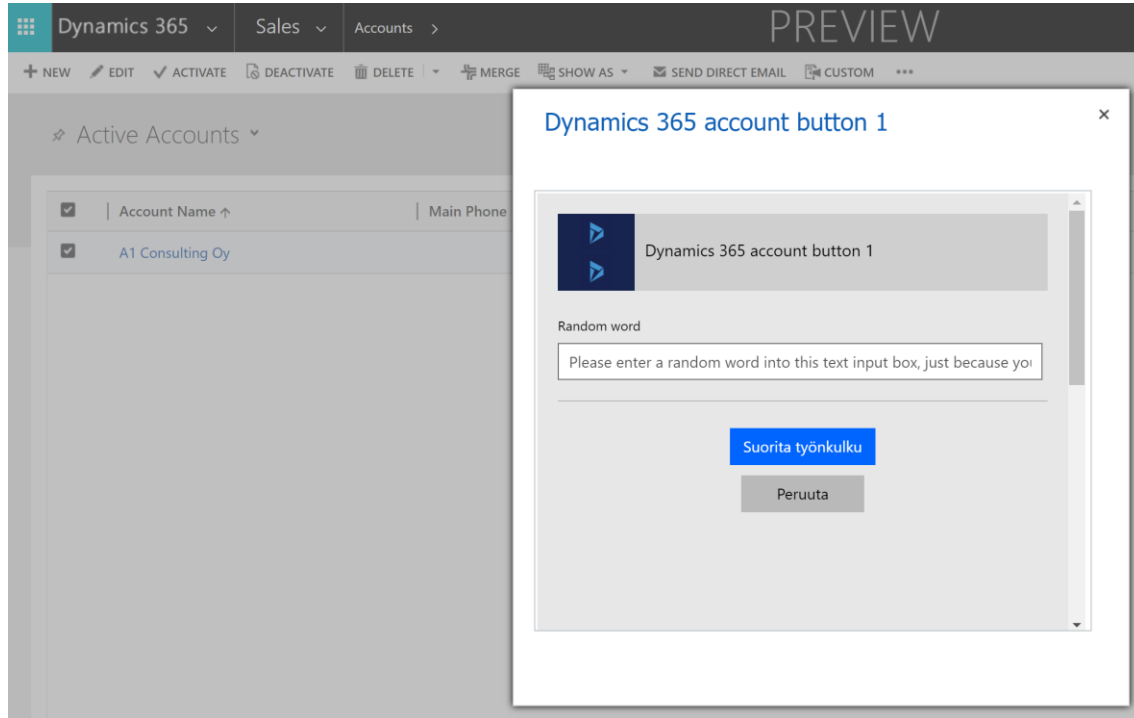 Dynamics 365 Sales Accounts > PREVIEW
NEW EDIT ACTIVATE DEACTIVATE DELETE MERGE SHOW AS SEND DIRECT EMAIL CUSTOM •••
Active Accounts
Account Name ↑ Main Phone
A1 Consulting Oy
Dynamics 365 account button 1
Dynamics 365 account button 1
Random word
Please enter a random word into this text input box, just because you
Suorita työnkulku
Peruuta